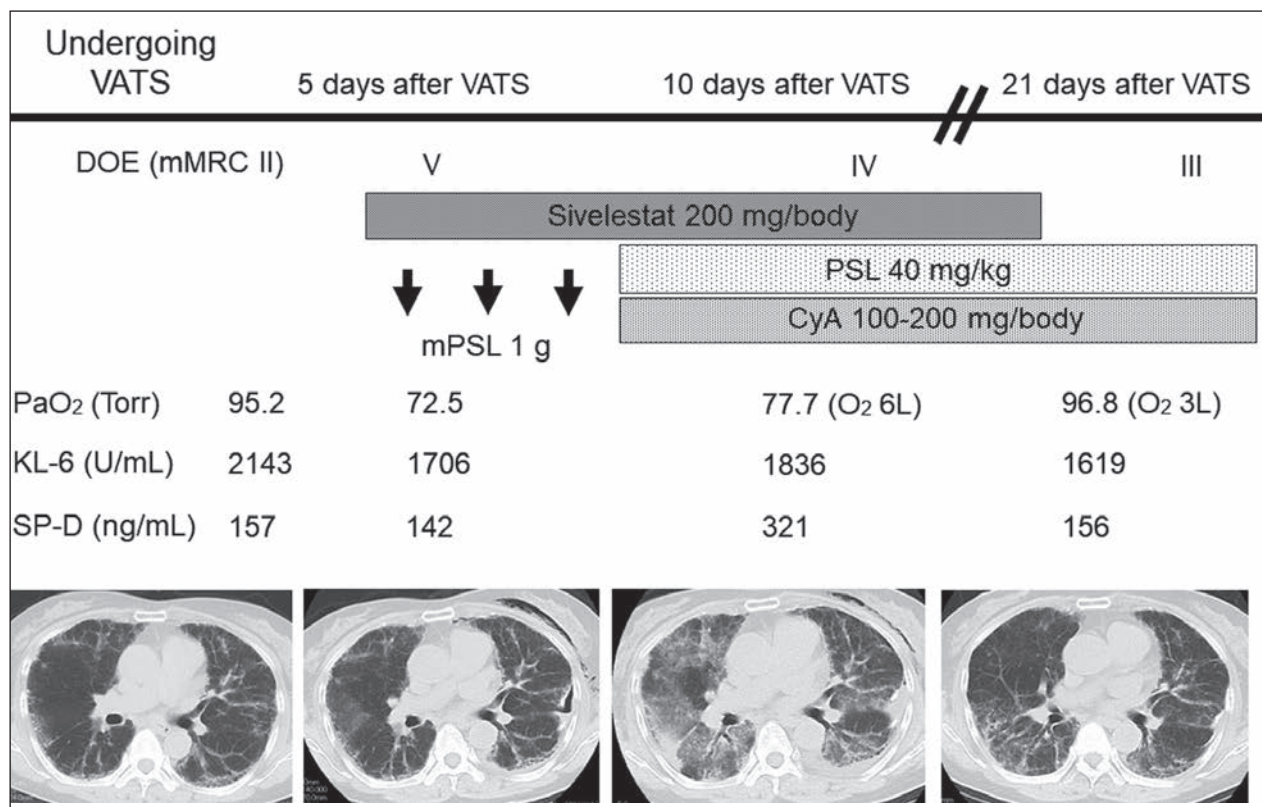 Undergoing
VATS
5 days after VATS
10 days after VATS
21 days after VATS
DOE (mMRC II)
V
IV
III
Sivelestat 200 mg/body
PSL 40 mg/kg
CyA 100-200 mg/body
mPSL 1 g
PaO₂ (Torr) 95.2 72.5 77.7 (O₂ 6L) 96.8 (O₂ 3L)
KL-6 (U/mL) 2143 1706 1836 1619
SP-D (ng/mL) 157 142 321 156